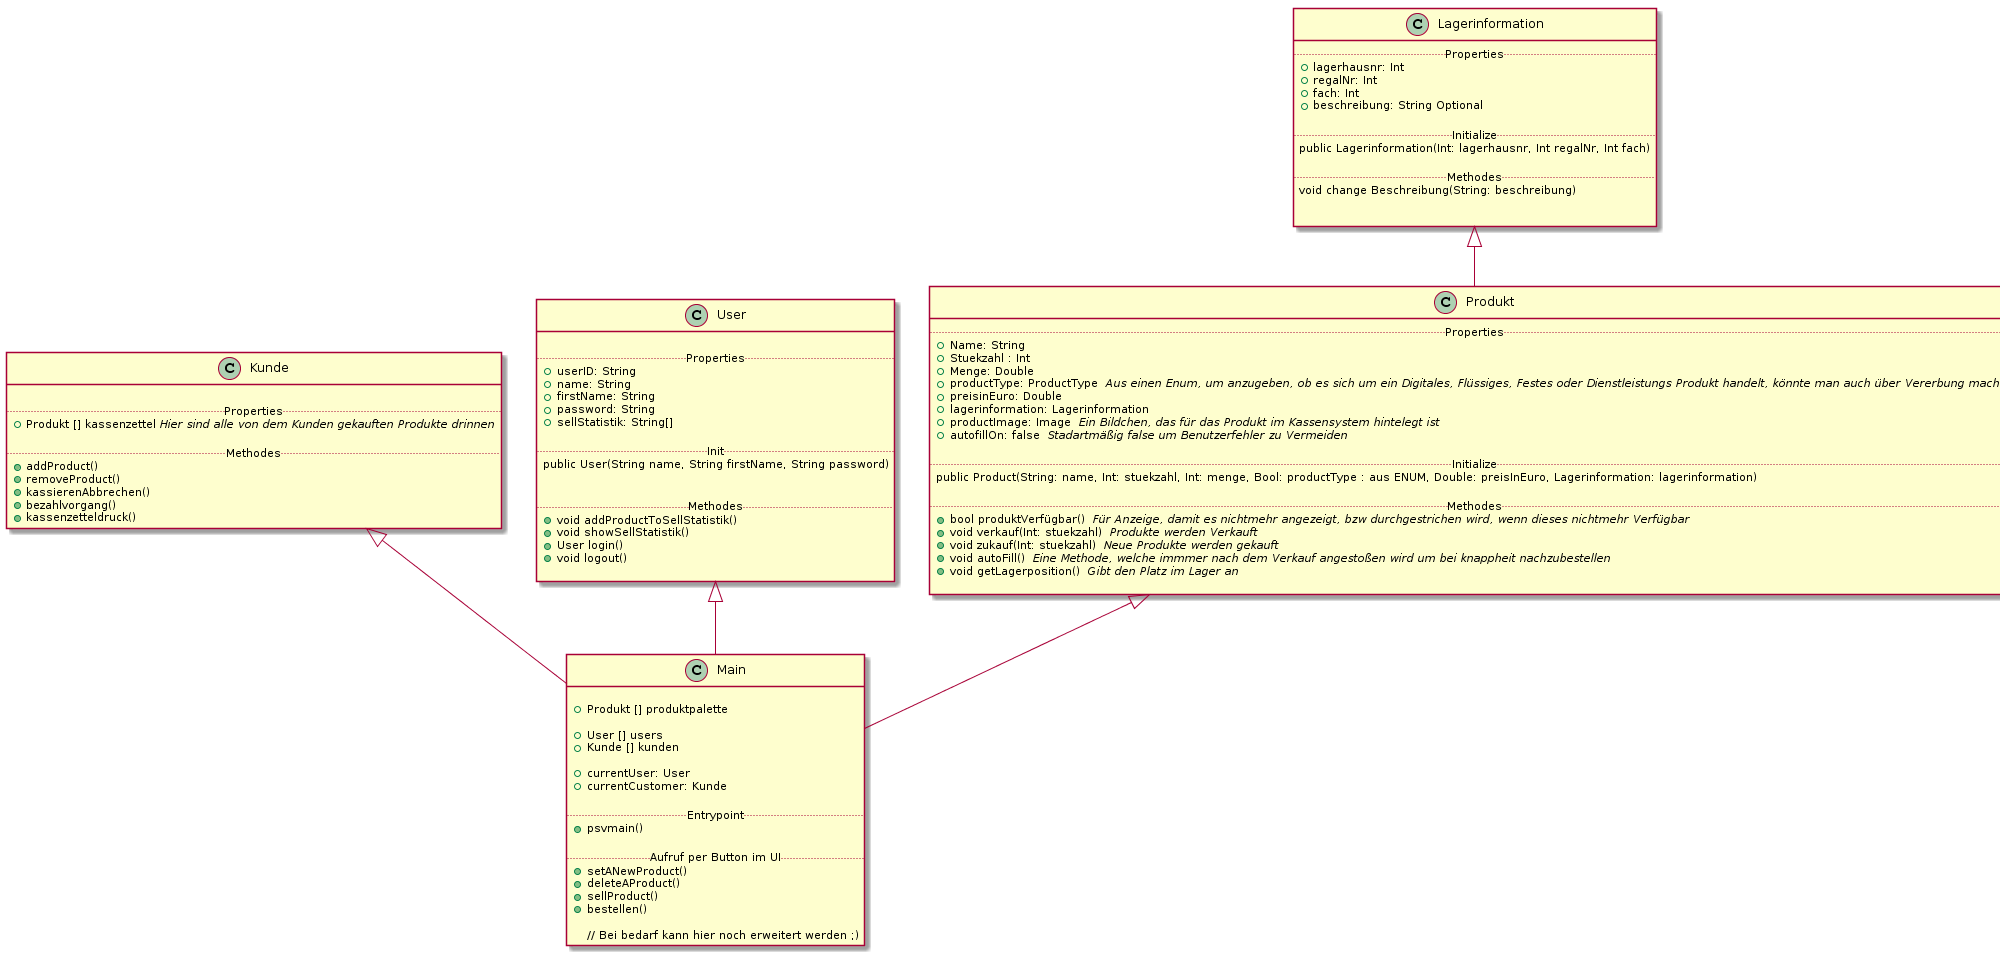 C Lagerinformation
Properties
lagerhausnr: Int
regalNr: Int
fach: Int
beschreibung: String Optional
Initialize
public Lagerinformation(Int: lagerhausnr, Int regalNr, Int fach)
Methodes
void change Beschreibung(String: beschreibung)
C Kunde
Properties
Produkt [] kassenzettel Hier sind alle von dem Kunden gekauften Produkte drinnen
Methodes
addProduct()
removeProduct()
kassierenAbbrechen()
bezahlvorgang()
kassenzetteldruck()
C User
Properties
userID: String
name: String
firstName: String
password: String
sellStatistik: String[]
Init
public User(String name, String firstName, String password)
Methodes
void addProductToSellStatistik()
void showSellStatistik()
User login()
void logout()
C Produkt
Properties
Name: String
Stuekzahl : Int
Menge: Double
productType: ProductType Aus einen Enum, um anzugeben, ob es sich um ein Digitales, Flüssiges, Festes oder Dienstleistungs Produkt handelt, könnte man auch über Vererbung mach
preisinEuro: Double
lagerinformation: Lagerinformation
productImage: Image Ein Bildchen, das für das Produkt im Kassensystem hintelegt ist
autofillOn: false Stadartmäßig false um Benutzerfehler zu Vermeiden
Initialize
public Product(String: name, Int: stuekzahl, Int: menge, Bool: productType : aus ENUM, Double: preisInEuro, Lagerinformation: lagerinformation)
Methodes
bool produktVerfügbar() Für Anzeige, damit es nichtmehr angezeigt, bzw durchgestrichen wird, wenn dieses nichtmehr Verfügbar
void verkauf(Int: stuekzahl) Produkte werden Verkauft
void zukauf(Int: stuekzahl) Neue Produkte werden gekauft
void autoFill() Eine Methode, welche immmer nach dem Verkauf angestoßen wird um bei knappheit nachzubestellen
void getLagerposition() Gibt den Platz im Lager an
C Main
Produkt [] produktpalette
User [] users
Kunde [] kunden
currentUser: User
currentCustomer: Kunde
Entrypoint
psvmain()
Aufruf per Button im UI
setANewProduct()
deleteAProduct()
sellProduct()
bestellen()
// Bei bedarf kann hier noch erweitert werden ;)